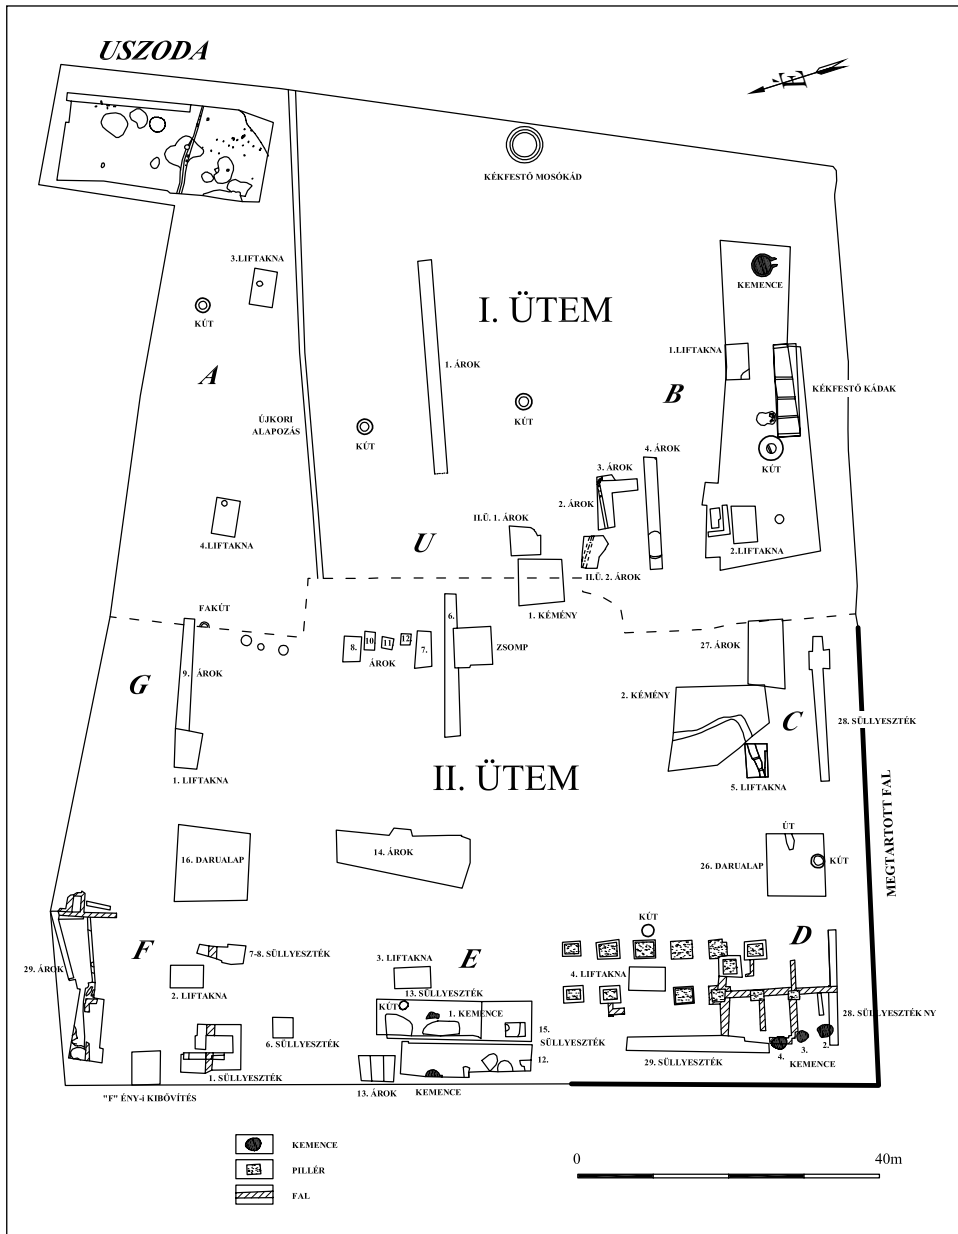 USZODA
É
KÉKFESTŐ MOSÓKÁD
3.LIFTAKNA
KÚT
KEMENCE
I. ÜTEM
1.LIFTAKNA
1. ÁROK
A
B
KÉKFESTŐ KÁDAK
ÚJKORI
ALAPOZÁS
KÚT
KÚT
KÚT
4. ÁROK
3. ÁROK
2. ÁROK
II.Ü. 1. ÁROK
4.LIFTAKNA
U
2.LIFTAKNA
II.Ü. 2. ÁROK
1. KÉMÉNY
FAKÚT
6.
8.
10.
11.
12.
7.
ÁROK
ZSOMP
27. ÁROK
9. ÁROK
G
2. KÉMÉNY
C
28. SÜLLYESZTÉK
1. LIFTAKNA
II. ÜTEM
5. LIFTAKNA
MEGTARTOTT FAL
ÚT
16. DARUALAP
14. ÁROK
26. DARUALAP
KÚT
KÚT
F
7-8. SÜLLYESZTÉK
E
D
29. ÁROK
3. LIFTAKNA
4. LIFTAKNA
2. LIFTAKNA
13. SÜLLYESZTÉK
KÚT
1. KEMENCE
28. SÜLLYESZTÉK NY
15.
SÜLLYESZTÉK
6. SÜLLYESZTÉK
12.
2.
3.
4.
KEMENCE
29. SÜLLYESZTÉK
1. SÜLLYESZTÉK
13. ÁROK
KEMENCE
"F" ÉNY-i KIBŐVÍTÉS
KEMENCE
PILLÉR
FAL
0
40m